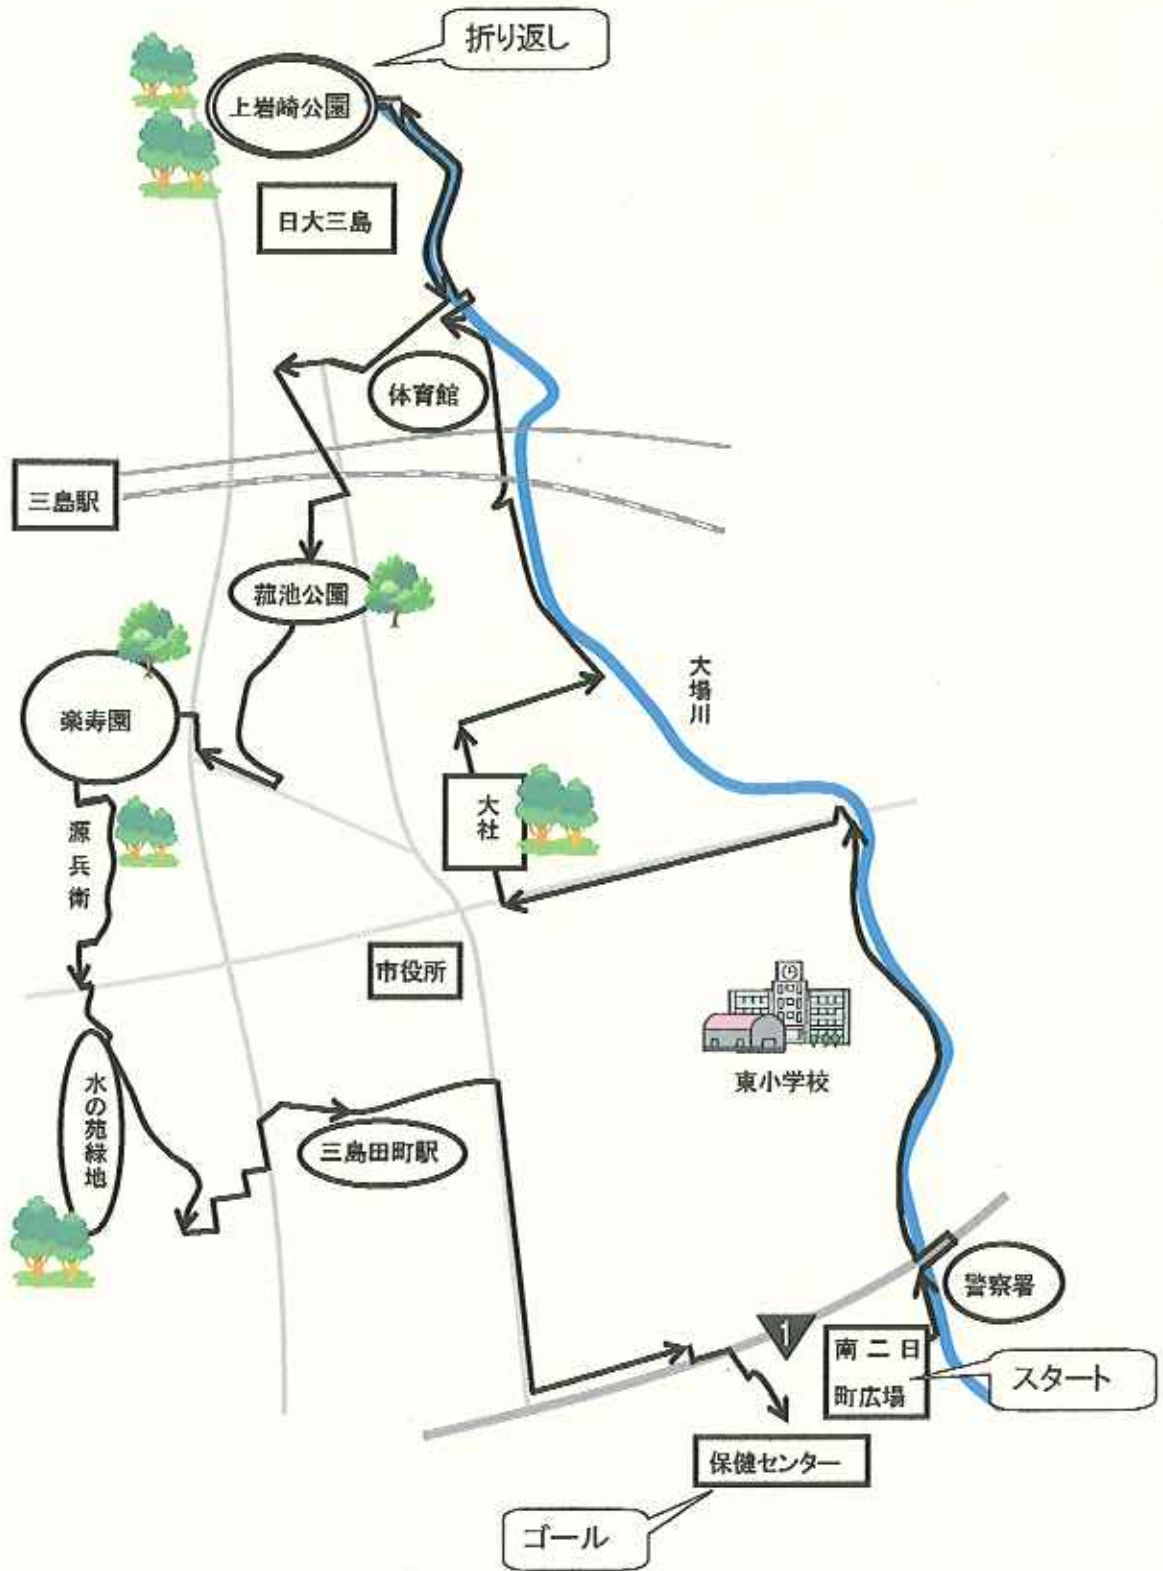 折り返し
上岩崎公園
日大三島
体育館
三島駅
菰池公園
楽寿園
大場川
大社
源兵衛
市役所
東小学校
水の苑緑地
三島田町駅
警察署
1
南二日
町広場
スタート
保健センター
ゴール